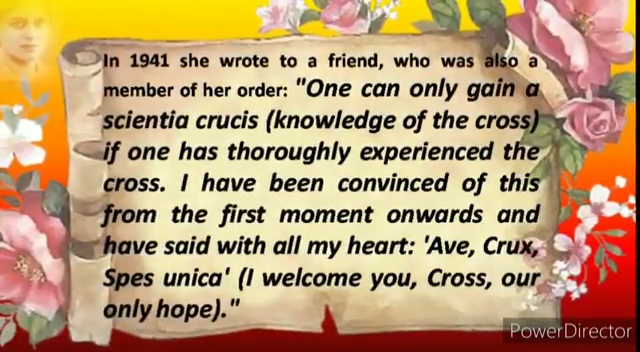 In 1941 she wrote to a friend, who was also a
member of her order: "One can only gain a
scientia crucis (knowledge of the cross)
if one has thoroughly experienced the
cross. I have been convinced of this
from the first moment onwards and
have said with all my heart: 'Ave, Crux,
Spes unica' (I welcome you, Cross, our
only hope)."
PowerDirector